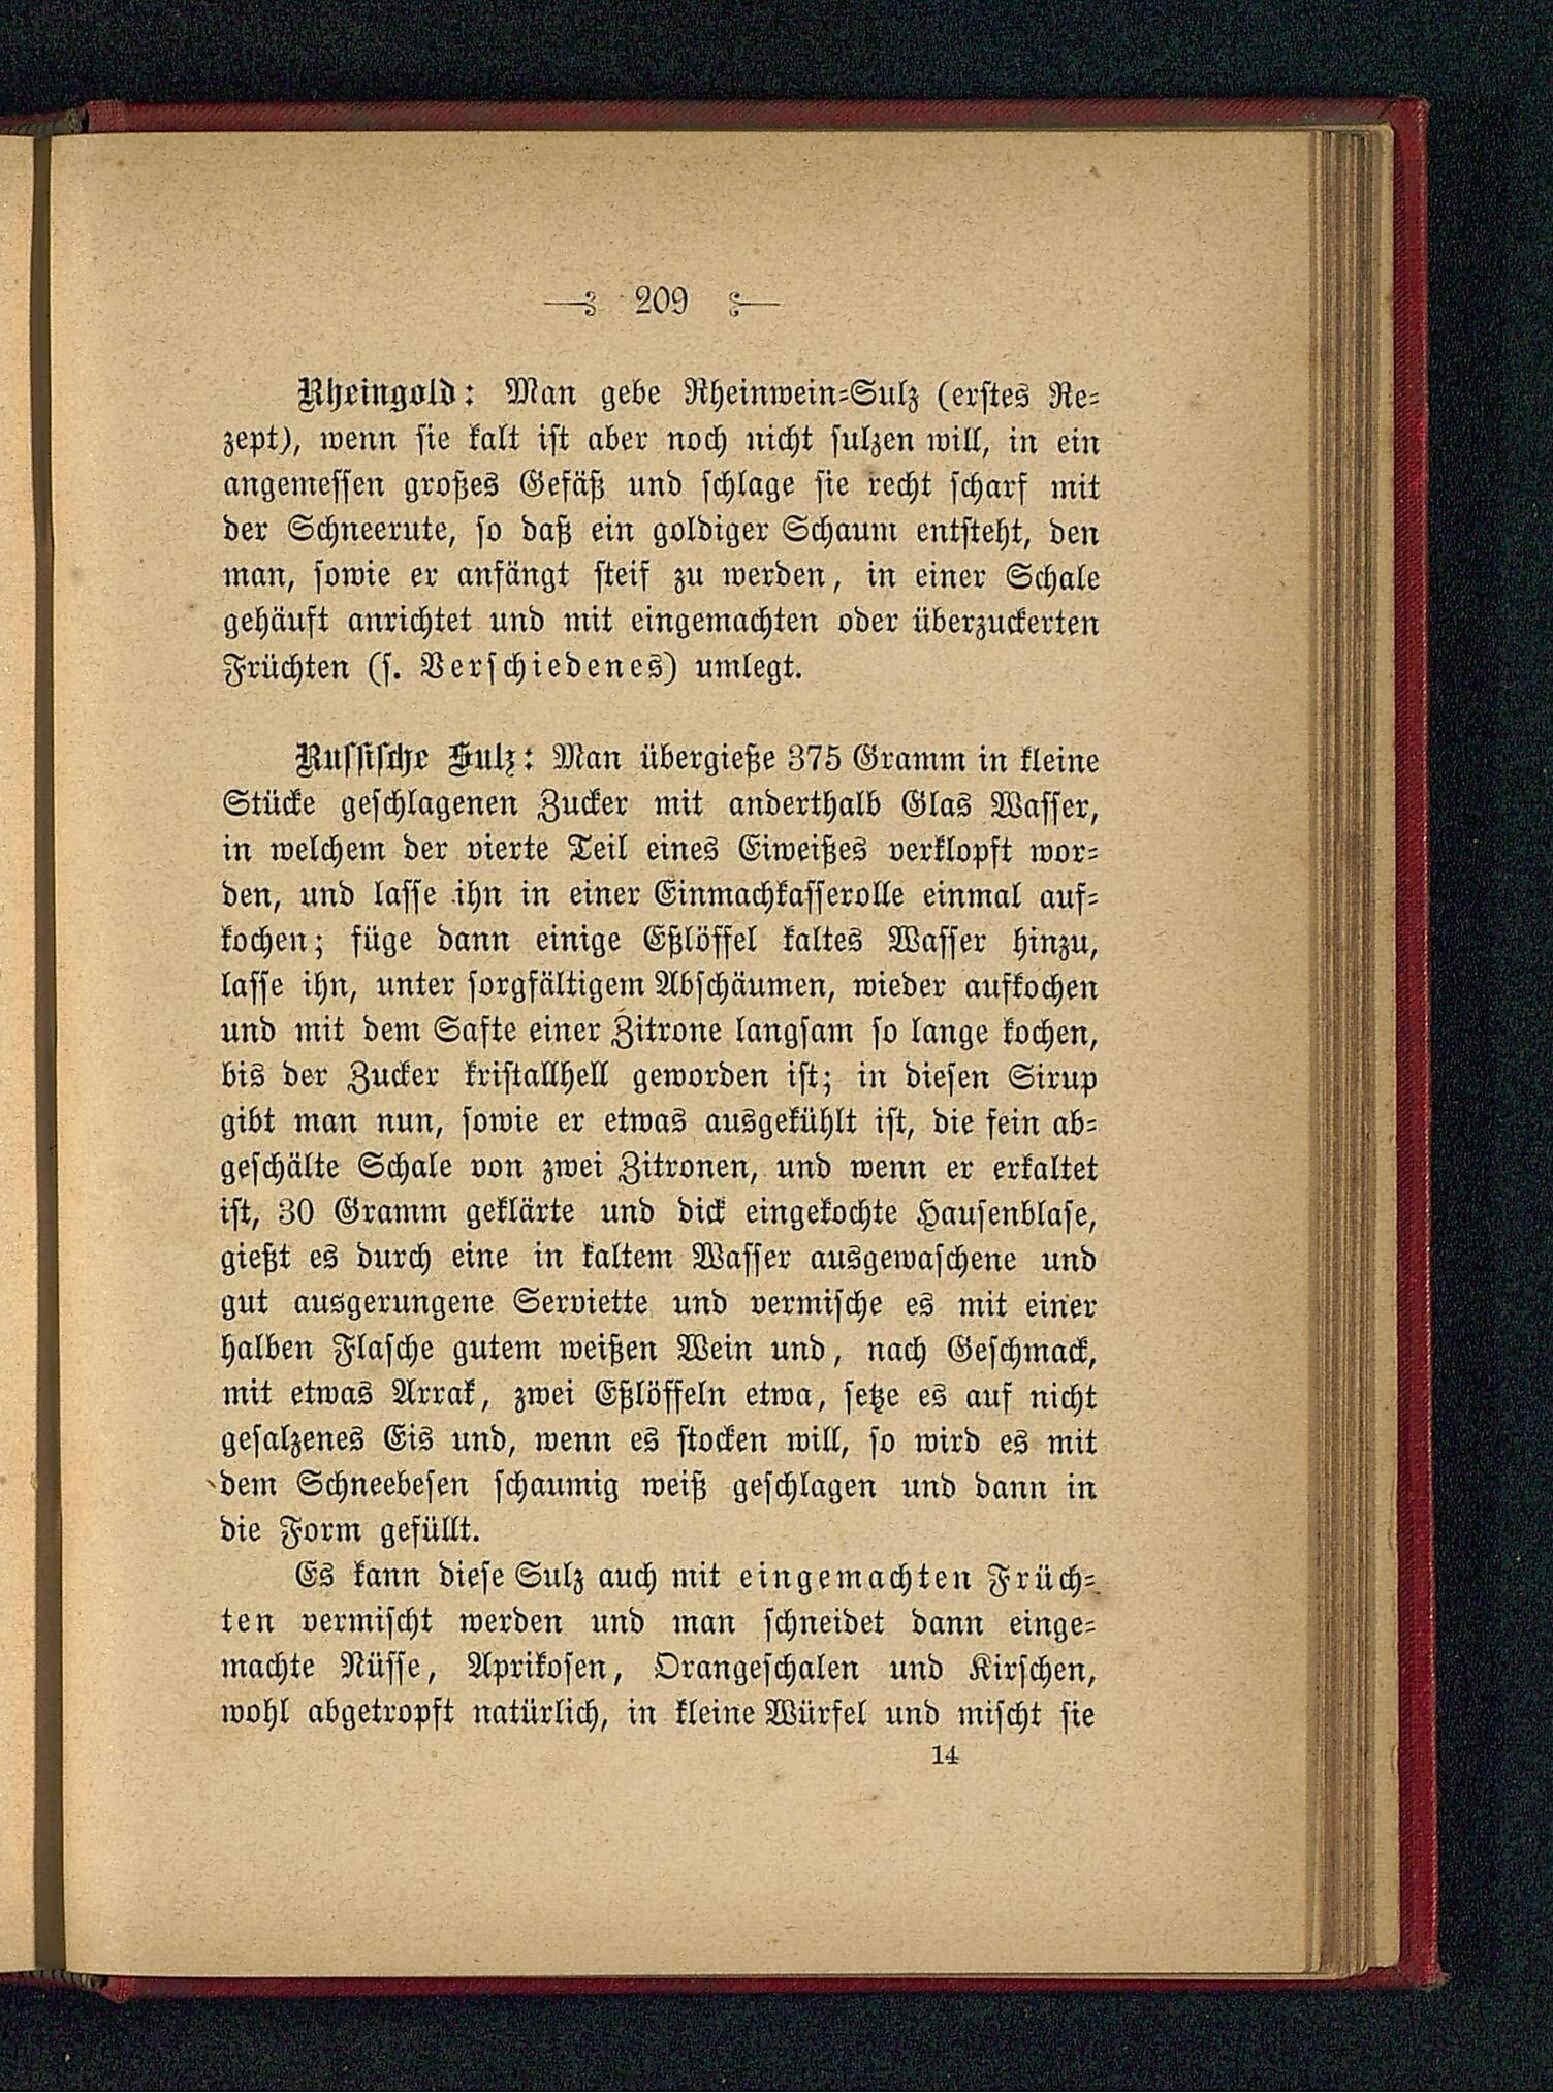 209
Rheingold: Man gebe Rheinwein-Sulz (erstes Re-
zept), wenn sie kalt ist aber noch nicht sulzen will, in ein
angemessen großes Gefäß und schlage sie recht scharf mit
der Schneerute, so daß ein goldiger Schaum entsteht, den
man, sowie er anfängt steif zu werden, in einer Schale
gehäuft anrichtet und mit eingemachten oder überzuckerten
Früchten (s. Verschiedenes) umlegt.
Russische Sulz: Man übergieße 375 Gramm in kleine
Stücke geschlagenen Zucker mit anderthalb Glas Wasser,
in welchem der vierte Teil eines Eiweißes verklopft wor-
den, und lasse ihn in einer Einmachkasserolle einmal auf-
kochen; füge dann einige Eßlöffel kaltes Wasser hinzu,
lasse ihn, unter sorgfältigem Abschäumen, wieder aufkochen
und mit dem Safte einer Zitrone langsam so lange kochen,
bis der Zucker kristallhell geworden ist; in diesen Sirup
gibt man nun, sowie er etwas ausgekühlt ist, die fein ab-
geschälte Schale von zwei Zitronen, und wenn er erkaltet
ist, 30 Gramm geklärte und dick eingekochte Hausenblase,
gießt es durch eine in kaltem Wasser ausgewaschene und
gut ausgerungene Serviette und vermische es mit einer
halben Flasche gutem weißen Wein und, nach Geschmack,
mit etwas Arrak, zwei Eßlöffeln etwa, setze es auf nicht
gesalzenes Eis und, wenn es stocken will, so wird es mit
dem Schneebesen schaumig weiß geschlagen und dann in
die Form gefüllt.
Es kann diese Sulz auch mit eingemachten Früch-
ten vermischt werden und man schneidet dann einge-
machte Nüsse, Aprikosen, Orangeschalen und Kirschen,
wohl abgetropft natürlich, in kleine Würfel und mischt sie
14